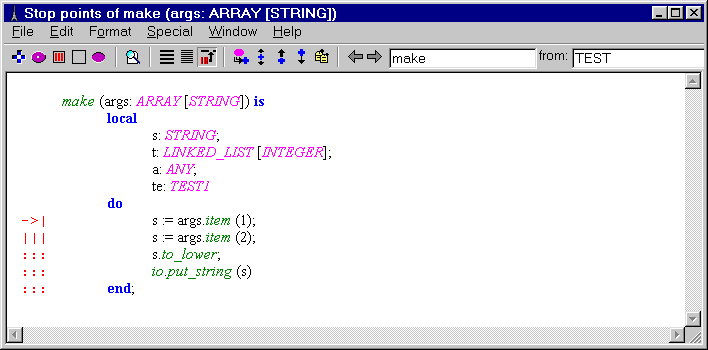 Stop points of make (args: ARRAY [STRING])
File Edit Format Special Window Help
make from: TEST
make (args: ARRAY [STRING]) is
local
s: STRING;
t: LINKED_LIST [INTEGER];
a: ANY;
te: TEST1
do
->| s := args.item (1);
||| s := args.item (2);
::: s.to_lower;
::: io.put_string (s)
::: end;